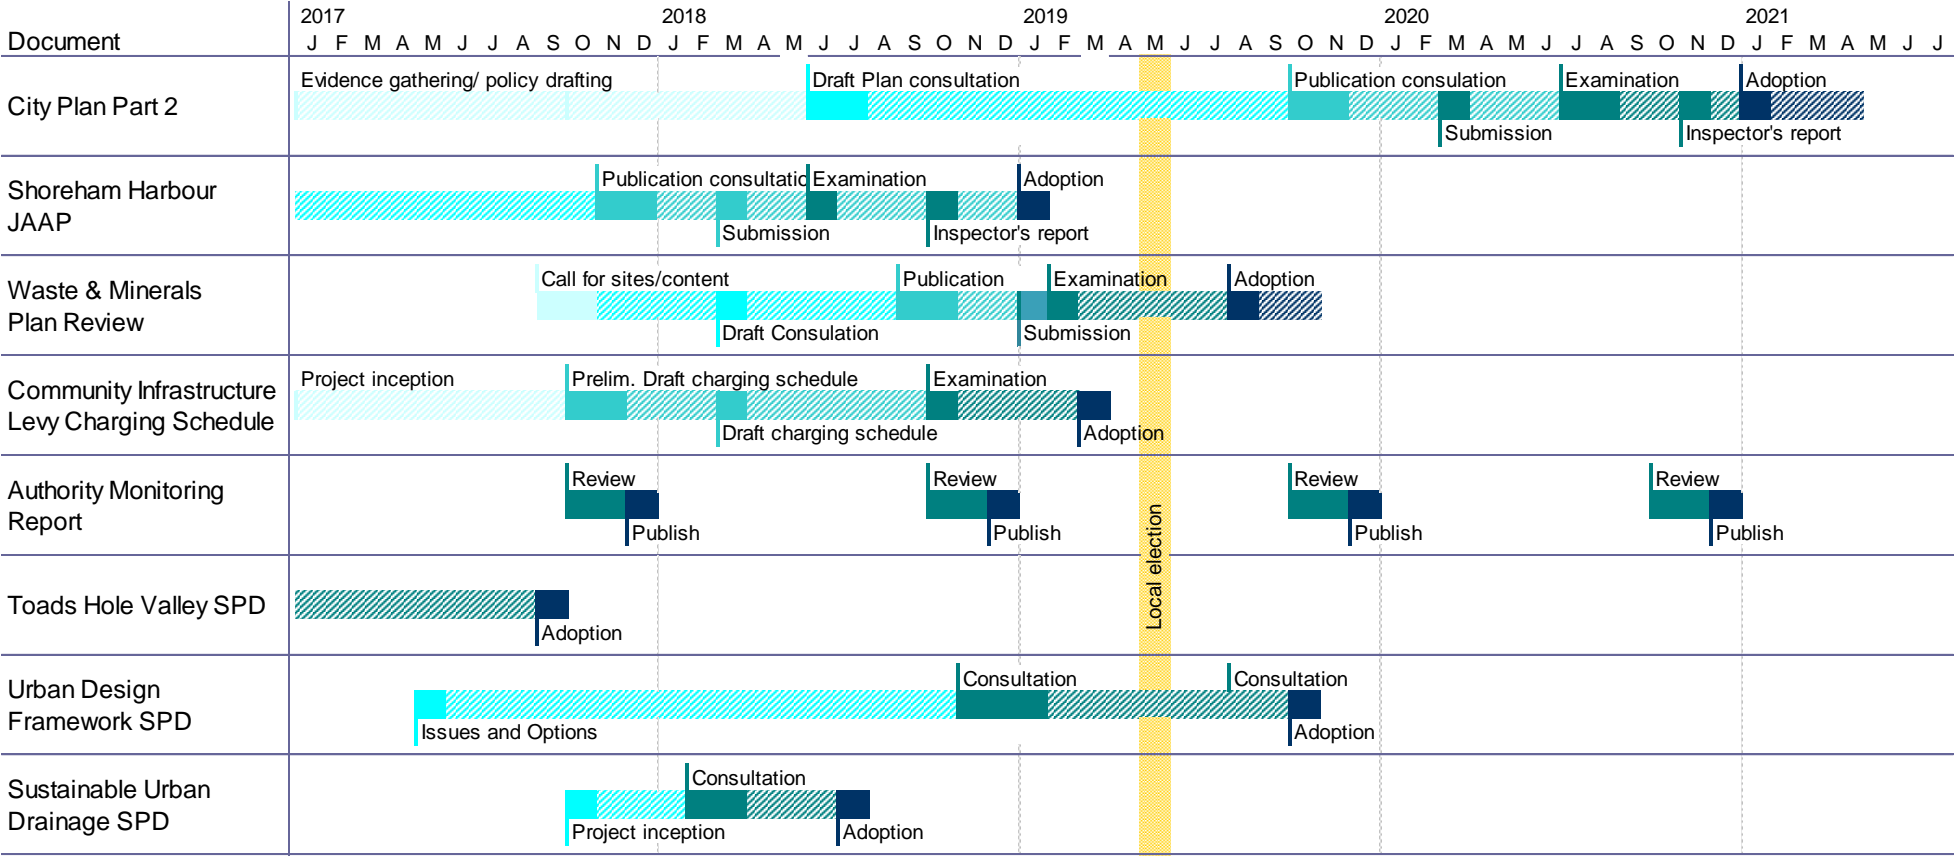 2017 2018 2019 2020 2021
Document J F M A M J J A S O N D J F M A M J J A S O N D J F M A M J J A S O N D J F M A M J J A S O N D J F M A M J J
Evidence gathering/ policy drafting Draft Plan consultation Publication consulation Examination Adoption
City Plan Part 2
Submission Inspector's report
Publication consultatio Examination Adoption
Shoreham Harbour
JAAP
Submission Inspector's report
Call for sites/content Publication Examination Adoption
Waste & Minerals
Plan Review
Draft Consulation Submission
Project inception Prelim. Draft charging schedule Examination
Community Infrastructure
Levy Charging Schedule
Draft charging schedule Adoption
Review Review Review Review
Authority Monitoring
Report
Publish Publish Publish Publish
Local election
Toads Hole Valley SPD
Adoption
Consultation Consultation
Urban Design
Framework SPD
Issues and Options Adoption
Consultation
Sustainable Urban
Drainage SPD
Project inception Adoption